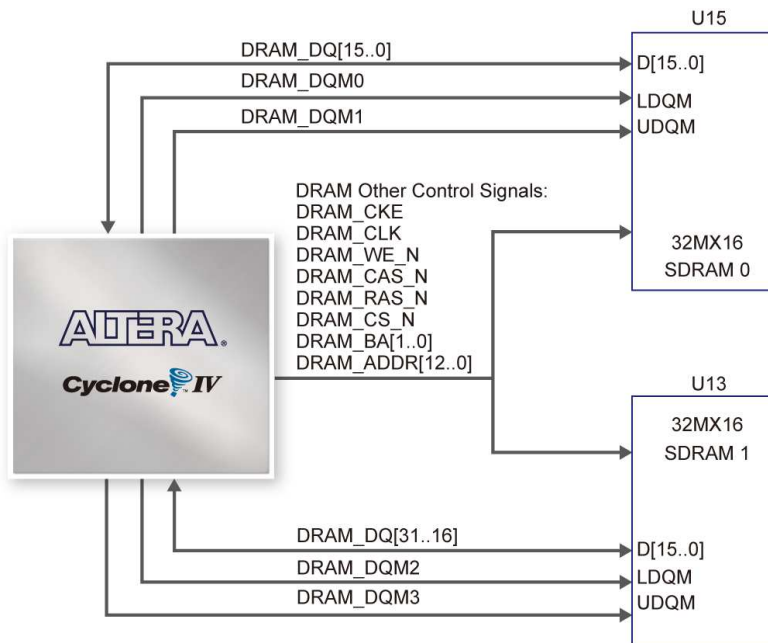 U15
DRAM_DQ[15..0]
D[15..0]
DRAM_DQM0
LDQM
DRAM_DQM1
UDQM
DRAM Other Control Signals:
DRAM_CKE
DRAM_CLK
DRAM_WE_N
DRAM_CAS_N
DRAM_RAS_N
DRAM_CS_N
DRAM_BA[1..0]
DRAM_ADDR[12..0]
32MX16
SDRAM 0
ALTERA®
Cyclone™ IV
U13
32MX16
SDRAM 1
DRAM_DQ[31..16]
D[15..0]
DRAM_DQM2
LDQM
DRAM_DQM3
UDQM